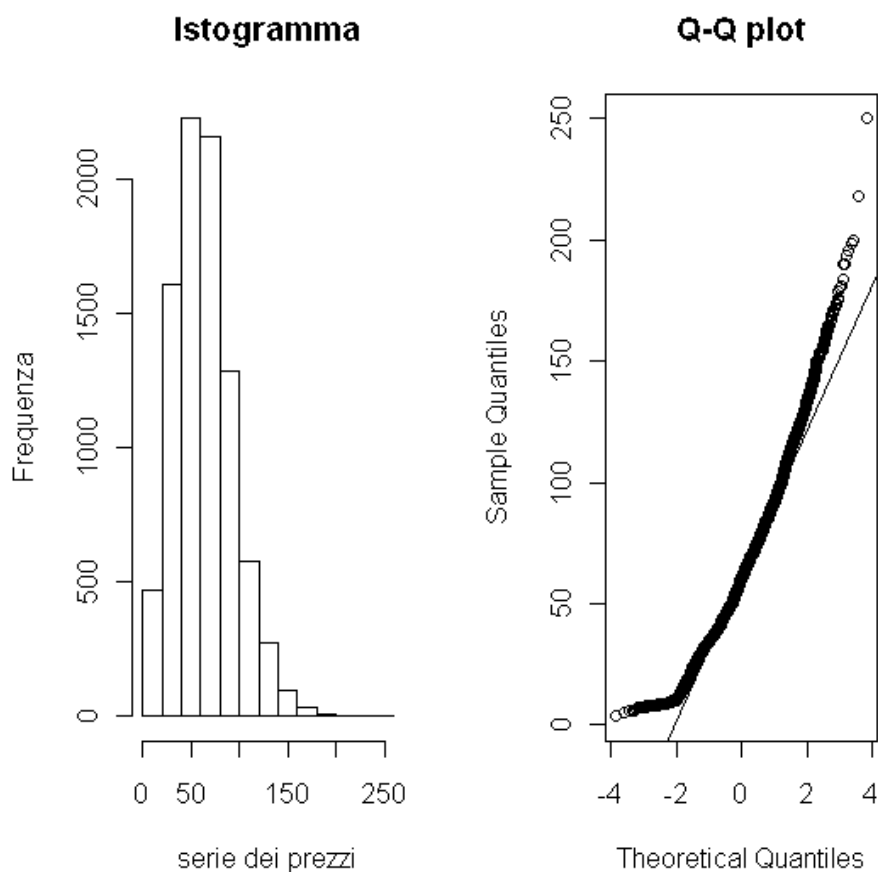 Istogramma
Frequenza
2000
1500
1000
500
0
0 50 150 250
serie dei prezzi
Q-Q plot
Sample Quantiles
250
200
150
100
50
0
-4 -2 0 2 4
Theoretical Quantiles